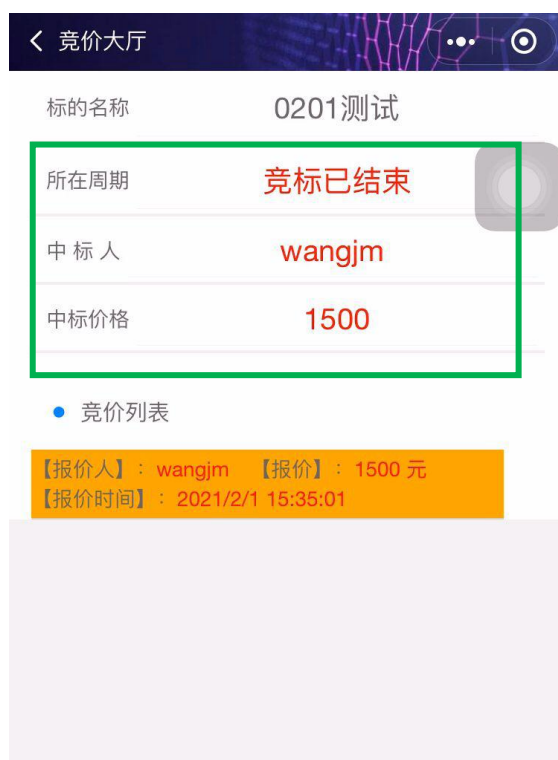 竞价大厅
标的名称 0201测试
所在周期 竞标已结束
中 标 人 wangjm
中标价格 1500
竞价列表
【报价人】: wangjm 【报价】: 1500 元
【报价时间】: 2021/2/1 15:35:01